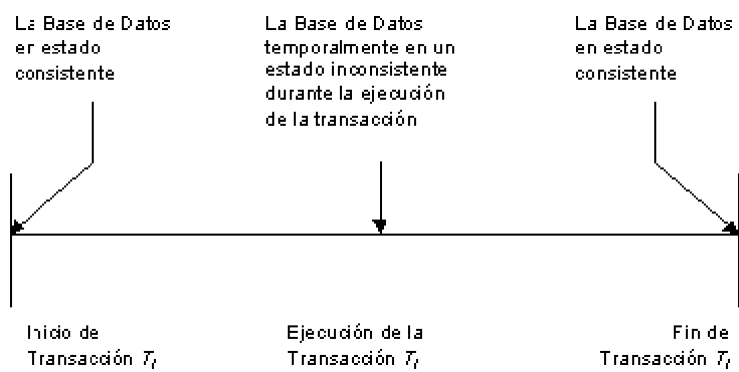 La Base de Datos
en estado
consistente
La Base de Datos
temporalmente en un
estado inconsistente
durante la ejecución
de la transacción
La Base de Datos
en estado
consistente
Inicio de
Transacción Tᵢ
Ejecución de la
Transacción Tᵢ
Fin de
Transacción Tᵢ